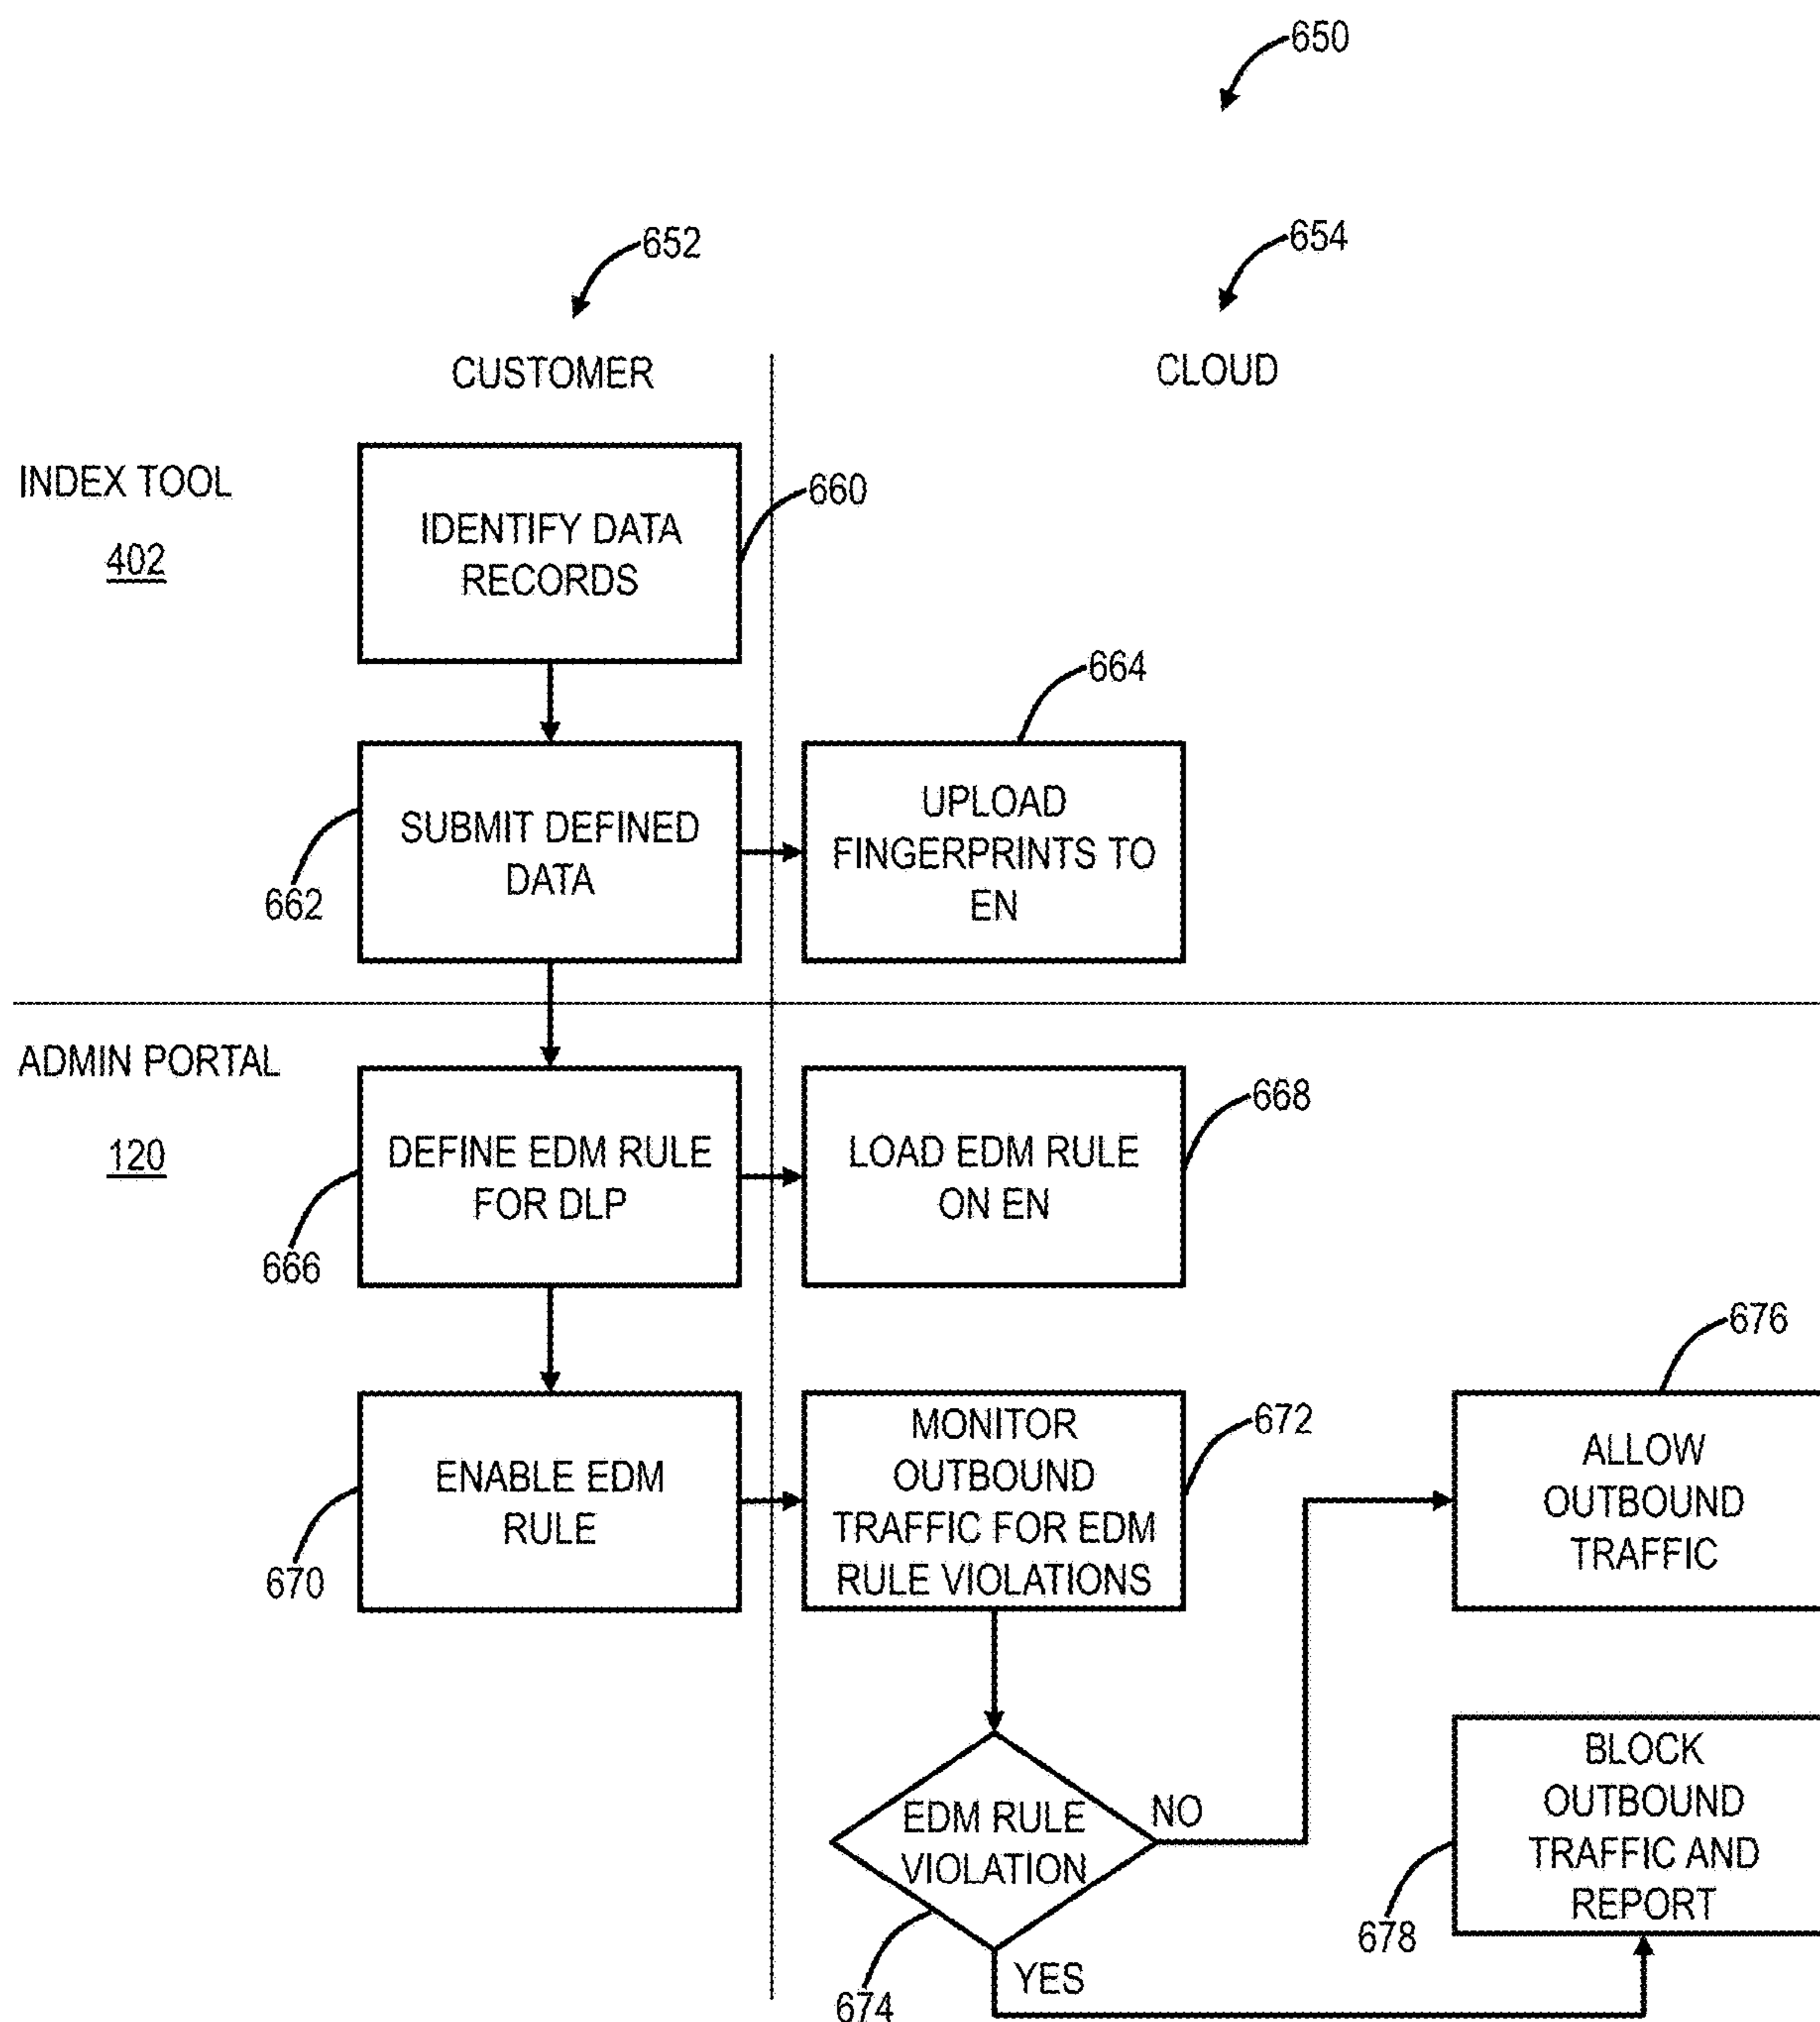 650
652
654
CUSTOMER
CLOUD
INDEX TOOL
402
IDENTIFY DATA
RECORDS
660
SUBMIT DEFINED
DATA
662
664
UPLOAD
FINGERPRINTS TO
EN
ADMIN PORTAL
120
DEFINE EDM RULE
FOR DLP
666
LOAD EDM RULE
ON EN
668
ENABLE EDM
RULE
670
MONITOR
OUTBOUND
TRAFFIC FOR EDM
RULE VIOLATIONS
672
676
ALLOW
OUTBOUND
TRAFFIC
EDM RULE
VIOLATION
NO
YES
674
BLOCK
OUTBOUND
TRAFFIC AND
REPORT
678